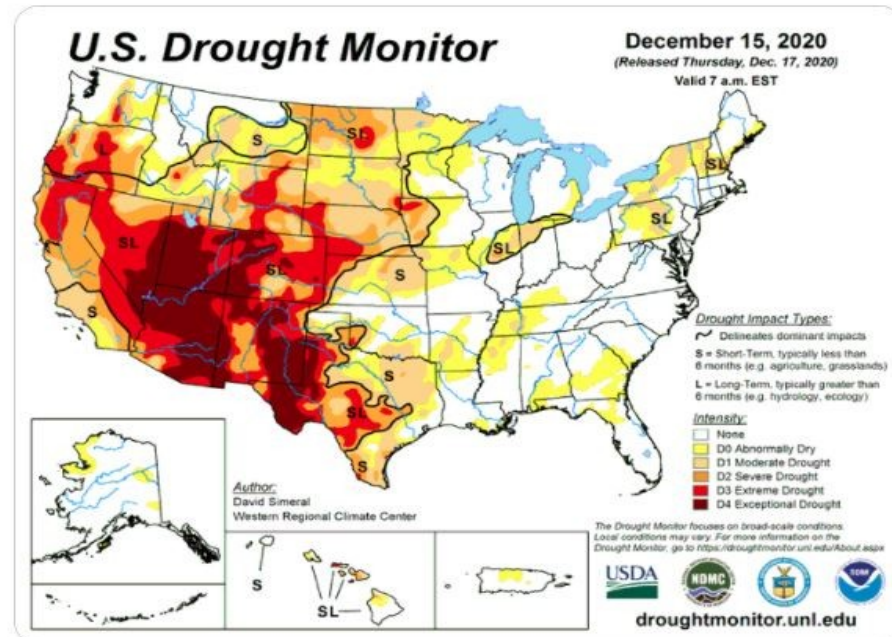 U.S. Drought Monitor
December 15, 2020
(Released Thursday, Dec. 17, 2020)
Valid 7 a.m. EST
S
SL
L
SL
SL
SL
SL
SL
S
S
S
SL
S
Drought Impact Types:
Delineates dominant impacts
S = Short-Term, typically less than
6 months (e.g. agriculture, grasslands)
L = Long-Term, typically greater than
6 months (e.g. hydrology, ecology)
Intensity:
None
D0 Abnormally Dry
D1 Moderate Drought
D2 Severe Drought
D3 Extreme Drought
D4 Exceptional Drought
Author:
David Simeral
Western Regional Climate Center
S
SL
The Drought Monitor focuses on broad-scale conditions.
Local conditions may vary. For more information on the
Drought Monitor, go to https://droughtmonitor.unl.edu/About.aspx
USDA
NDMC
droughtmonitor.unl.edu